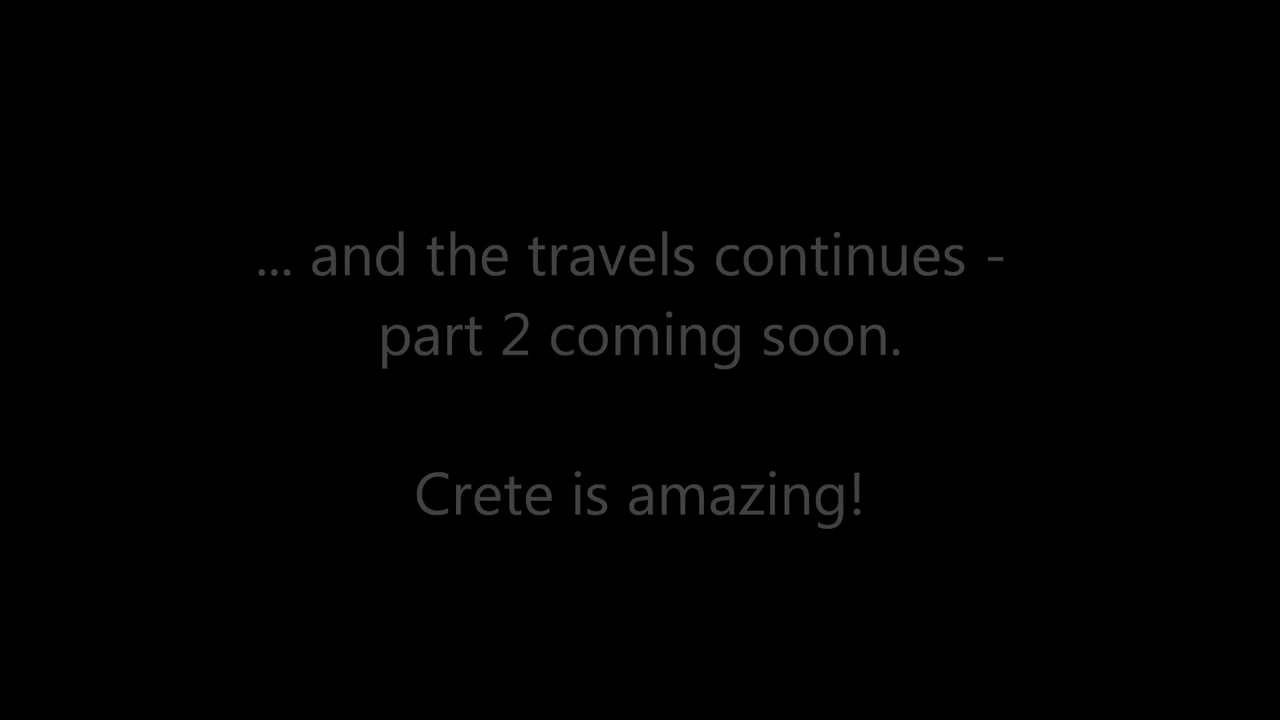 ... and the travels continues -
part 2 coming soon.
Crete is amazing!